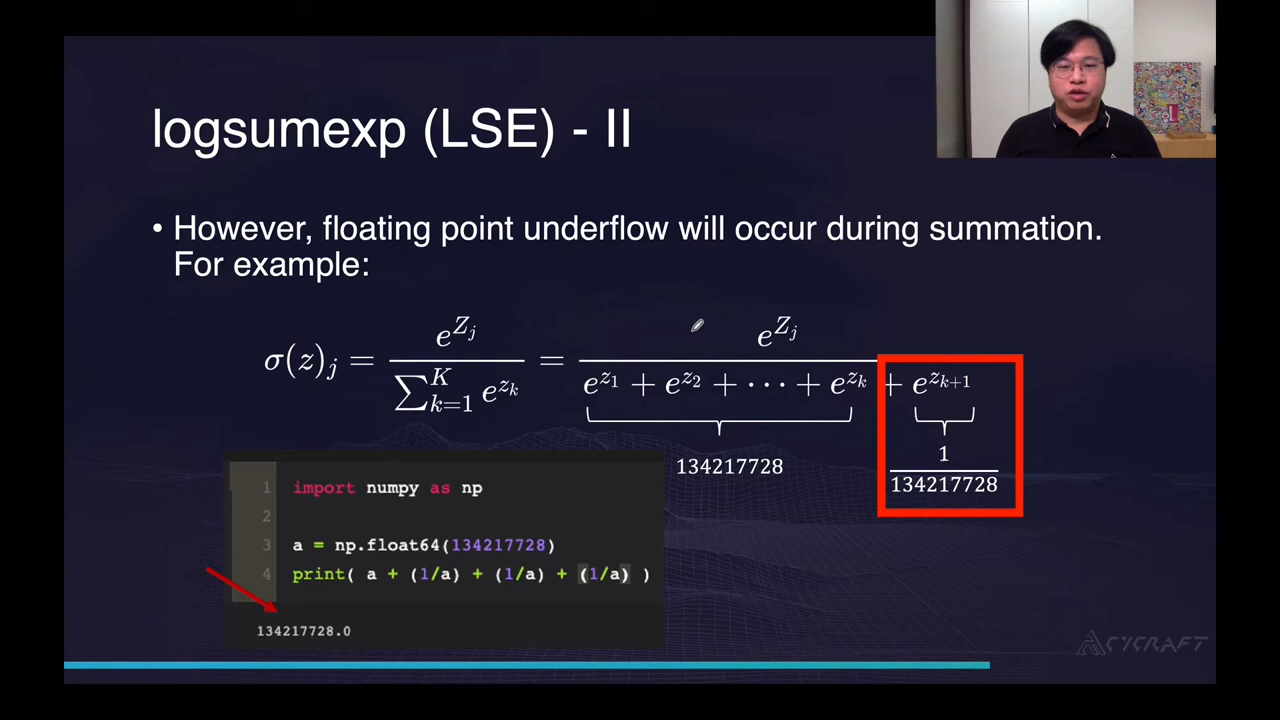 logsumexp (LSE) - II
• However, floating point underflow will occur during summation.
For example:
σ(z)_j = e^{Z_j} / ∑_{k=1}^{K} e^{z_k} = e^{Z_j} / (e^{z_1} + e^{z_2} + ⋯ + e^{z_k} + e^{z_{k+1}})
134217728
1
134217728
1 import numpy as np
2
3 a = np.float64(134217728)
4 print( a + (1/a) + (1/a) + (1/a) )
134217728.0
CYCRAFT